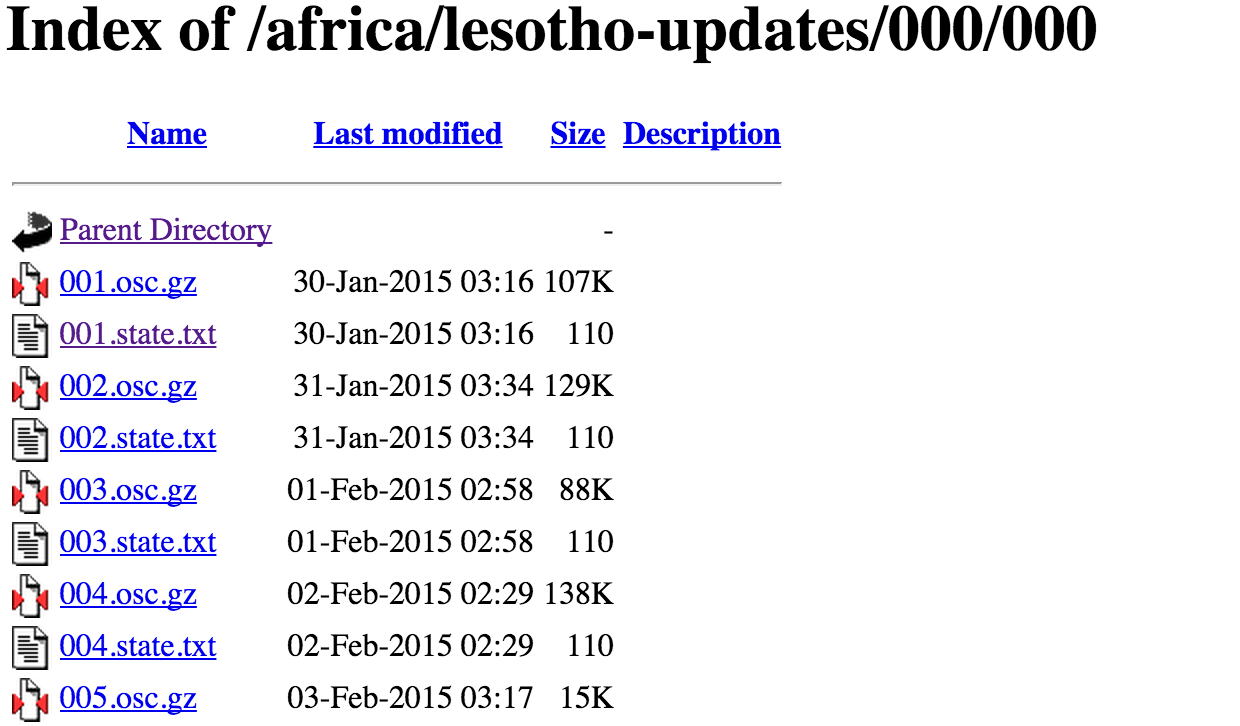 Index of /africa/lesotho-updates/000/000
Name Last modified Size Description
Parent Directory -
001.osc.gz 30-Jan-2015 03:16 107K
001.state.txt 30-Jan-2015 03:16 110
002.osc.gz 31-Jan-2015 03:34 129K
002.state.txt 31-Jan-2015 03:34 110
003.osc.gz 01-Feb-2015 02:58 88K
003.state.txt 01-Feb-2015 02:58 110
004.osc.gz 02-Feb-2015 02:29 138K
004.state.txt 02-Feb-2015 02:29 110
005.osc.gz 03-Feb-2015 03:17 15K